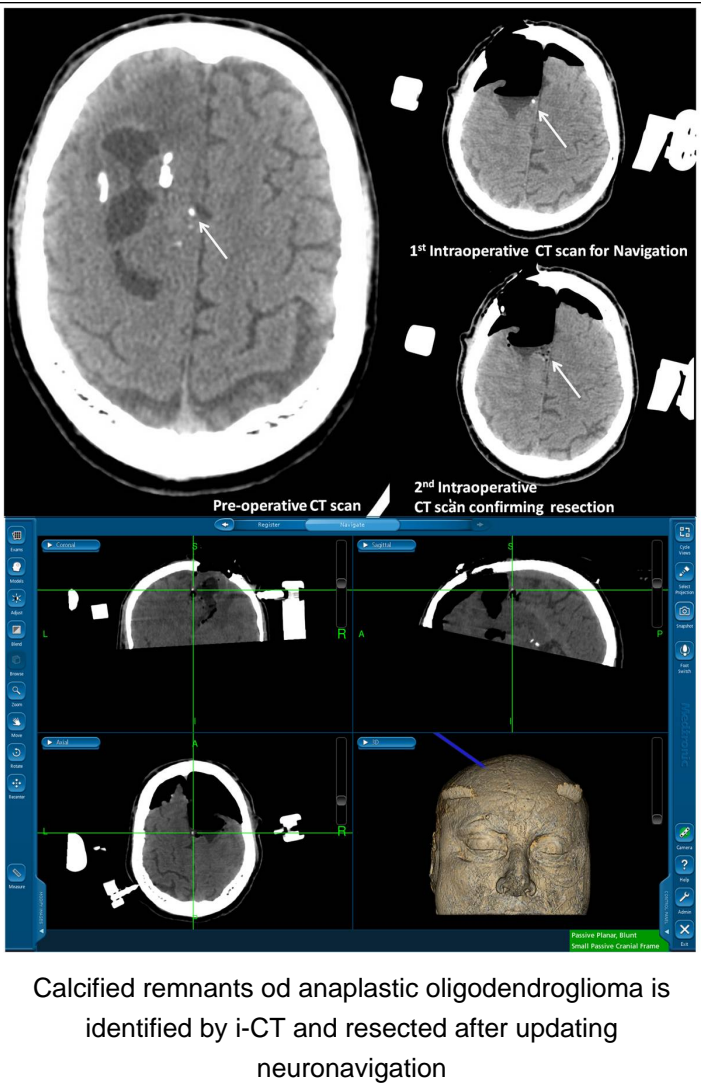 1st Intraoperative CT scan for Navigation
Pre-operative CT scan
2nd Intraoperative
CT scan confirming resection
Register
Navigate
Exams
Models
Adjust
Blend
Browse
Zoom
Move
Rotate
Recenter
Measure
Coronal
S
L
R
I
Sagittal
S
A
P
I
Axial
A
L
R
3D
Cycle
Views
Select
Projection
Snapshot
Foot
Switch
Medtronic
Camera
Help
Admin
Exit
Passive Planar, Blunt
Small Passive Cranial Frame
Calcified remnants od anaplastic oligodendroglioma is
identified by i-CT and resected after updating
neuronavigation